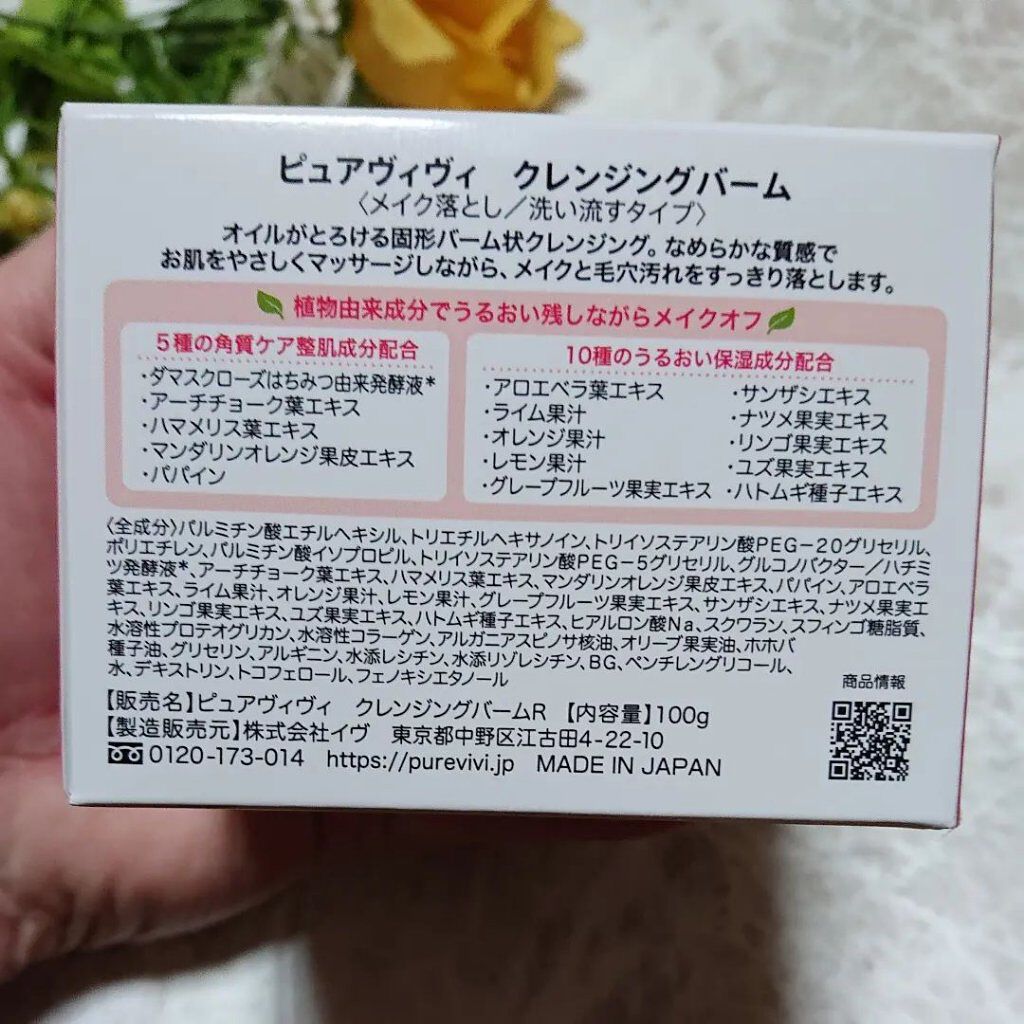 ピュアヴィヴィ　クレンジングバーム
〈メイク落とし／洗い流すタイプ〉
オイルがとろける固形バーム状クレンジング。なめらかな質感で
お肌をやさしくマッサージしながら、メイクと毛穴汚れをすっきり落とします。
植物由来成分でうるおい残しながらメイクオフ
5種の角質ケア整肌成分配合
・ダマスクローズはちみつ由来発酵液*
・アーチチョーク葉エキス
・ハマメリス葉エキス
・マンダリンオレンジ果皮エキス
・パパイン
10種のうるおい保湿成分配合
・アロエベラ葉エキス
・ライム果汁
・オレンジ果汁
・レモン果汁
・グレープフルーツ果実エキス
・サンザシエキス
・ナツメ果実エキス
・リンゴ果実エキス
・ユズ果実エキス
・ハトムギ種子エキス
〈全成分〉パルミチン酸エチルヘキシル、トリエチルヘキサノイン、トリイソステアリン酸PEG-20グリセリル、
ポリエチレン、パルミチン酸イソプロピル、トリイソステアリン酸PEG-5グリセリル、グルコノバクター／ハチミ
ツ発酵液*、アーチチョーク葉エキス、ハマメリス葉エキス、マンダリンオレンジ果皮エキス、パパイン、アロエベラ
葉エキス、ライム果汁、オレンジ果汁、レモン果汁、グレープフルーツ果実エキス、サンザシエキス、ナツメ果実エ
キス、リンゴ果実エキス、ユズ果実エキス、ハトムギ種子エキス、ヒアルロン酸Na、スクワラン、スフィンゴ糖脂質、
水溶性プロテオグリカン、水溶性コラーゲン、アルガニアスピノサ核油、オリーブ果実油、ホホバ
種子油、グリセリン、アルギニン、水添レシチン、水添リゾレシチン、BG、ペンチレングリコール、
水、デキストリン、トコフェロール、フェノキシエタノール
商品情報
【販売名】ピュアヴィヴィ　クレンジングバームR　【内容量】100g
【製造販売元】株式会社イヴ　東京都中野区江古田4-22-10
0120-173-014　https://purevivi.jp　MADE IN JAPAN